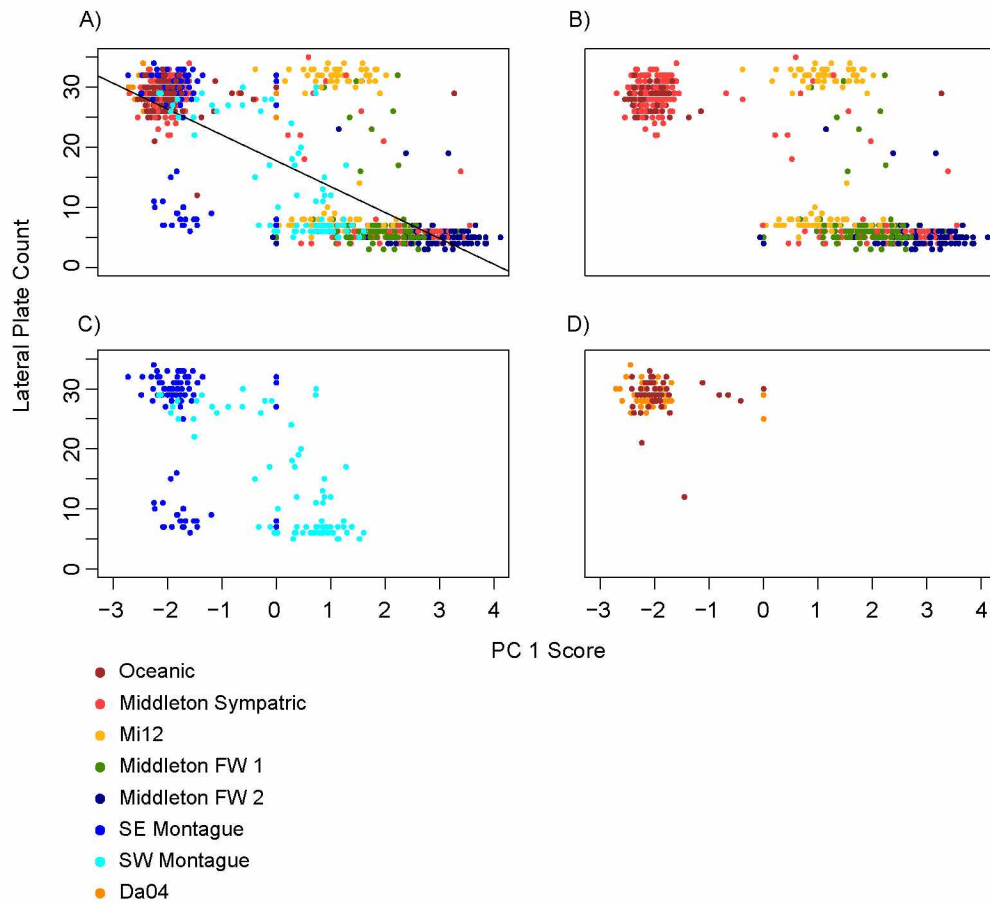 A)
B)
30
20
10
0
C)
D)
30
20
10
0
−3 −2 −1 0 1 2 3 4
−3 −2 −1 0 1 2 3 4
Lateral Plate Count
PC 1 Score
Oceanic
Middleton Sympatric
Mi12
Middleton FW 1
Middleton FW 2
SE Montague
SW Montague
Da04